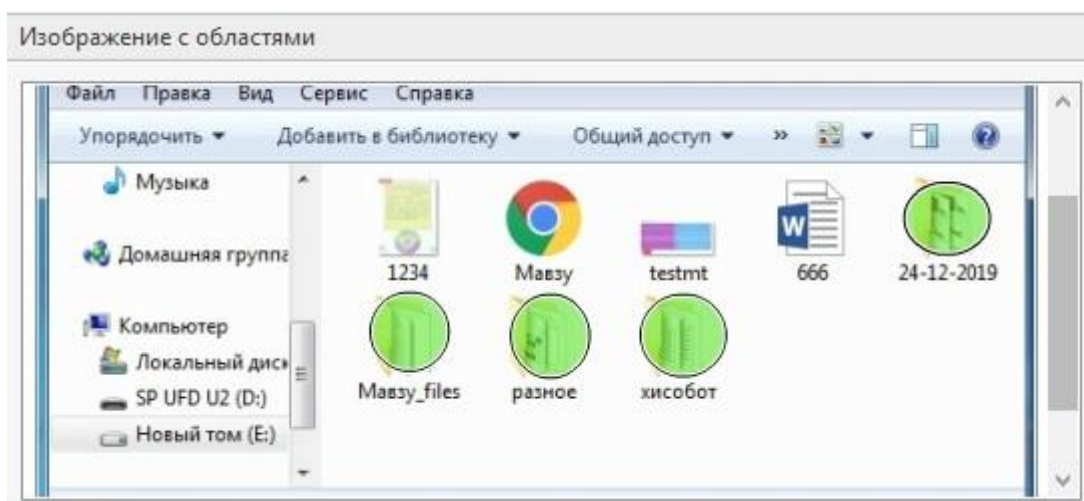 Изображение с областями
Файл Правка Вид Сервис Справка
Упорядочить Добавить в библиотеку Общий доступ »
Музыка
Домашняя группа
Компьютер
Локальный диск
SP UFD U2 (D:)
Новый том (E:)
1234 Мавзу testmt 666 24-12-2019
Мавзу_files разное хисобот